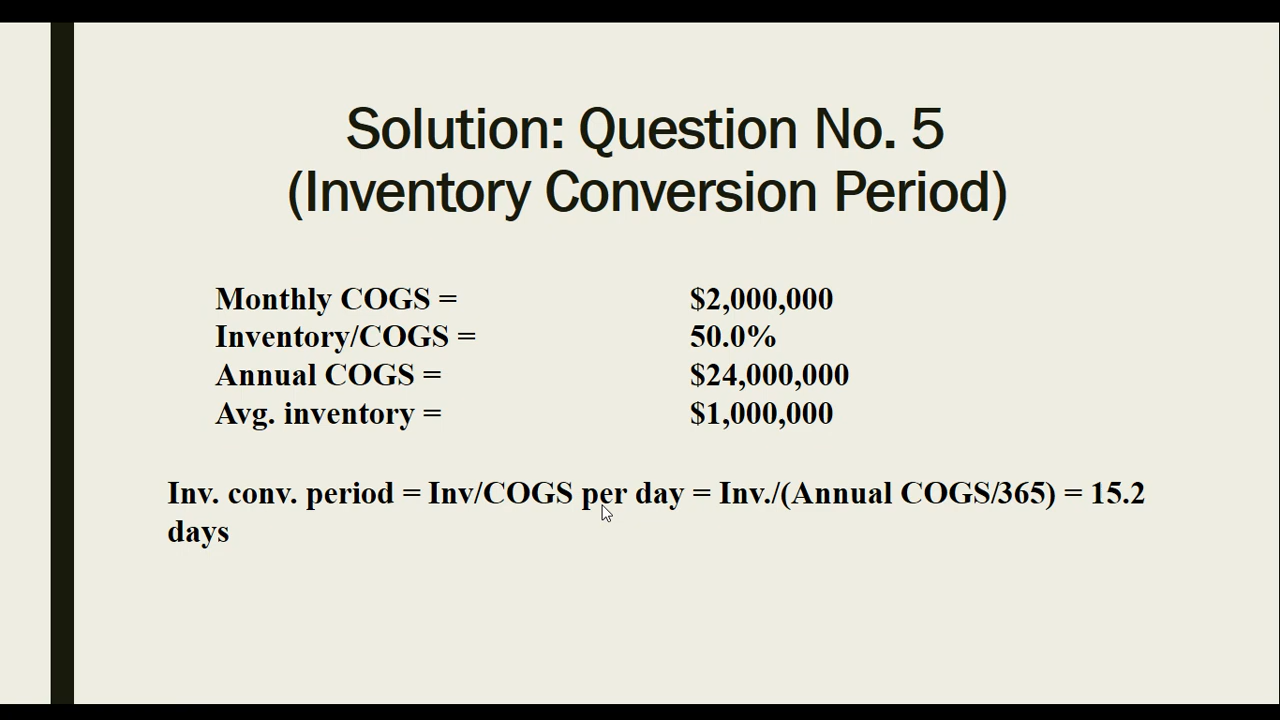 Solution: Question No. 5
(Inventory Conversion Period)
Monthly COGS = $2,000,000
Inventory/COGS = 50.0%
Annual COGS = $24,000,000
Avg. inventory = $1,000,000
Inv. conv. period = Inv/COGS per day = Inv./(Annual COGS/365) = 15.2
days